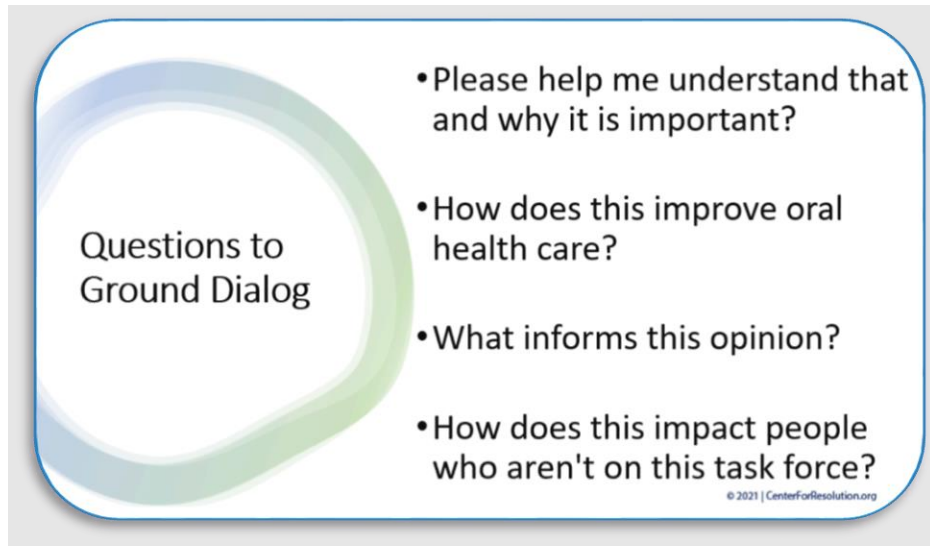 Questions to
Ground Dialog
•Please help me understand that
and why it is important?
•How does this improve oral
health care?
•What informs this opinion?
•How does this impact people
who aren't on this task force?
© 2021 | CenterForResolution.org